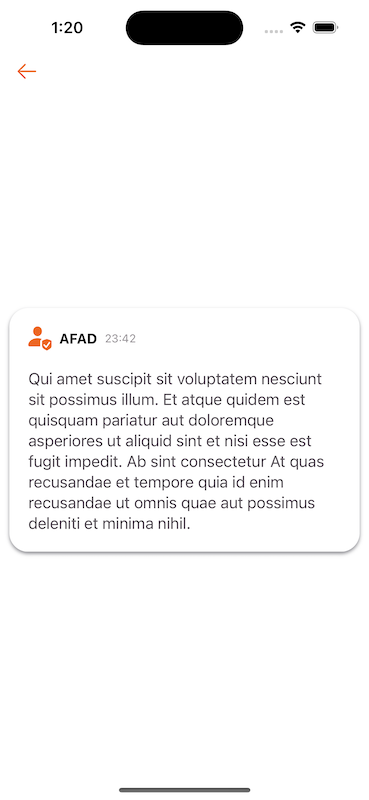 1:20
AFAD 23:42
Qui amet suscipit sit voluptatem nesciunt
sit possimus illum. Et atque quidem est
quisquam pariatur aut doloremque
asperiores ut aliquid sint et nisi esse est
fugit impedit. Ab sint consectetur At quas
recusandae et tempore quia id enim
recusandae ut omnis quae aut possimus
deleniti et minima nihil.